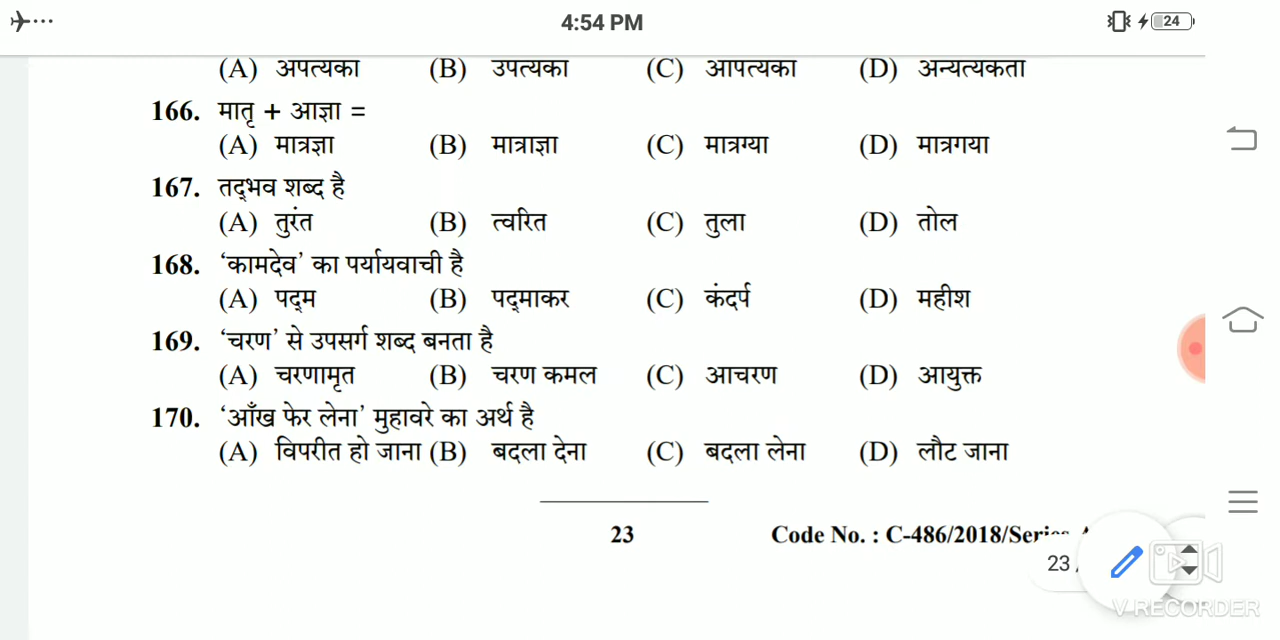 4:54 PM
24
(A) अपत्यका (B) उपत्यका (C) आपत्यका (D) अन्यत्यकता
166. मातृ + आज्ञा =
(A) मात्रज्ञा (B) मात्राज्ञा (C) मात्रग्या (D) मात्रगया
167. तद्‌भव शब्द है
(A) तुरंत (B) त्वरित (C) तुला (D) तोल
168. ‘कामदेव’ का पर्यायवाची है
(A) पद्‌म (B) पद्‌माकर (C) कंदर्प (D) महीश
169. ‘चरण’ से उपसर्ग शब्द बनता है
(A) चरणामृत (B) चरण कमल (C) आचरण (D) आयुक्त
170. ‘आँख फेर लेना’ मुहावरे का अर्थ है
(A) विपरीत हो जाना (B) बदला देना (C) बदला लेना (D) लौट जाना
23 Code No. : C-486/2018/Series
23 /
V RECORDER